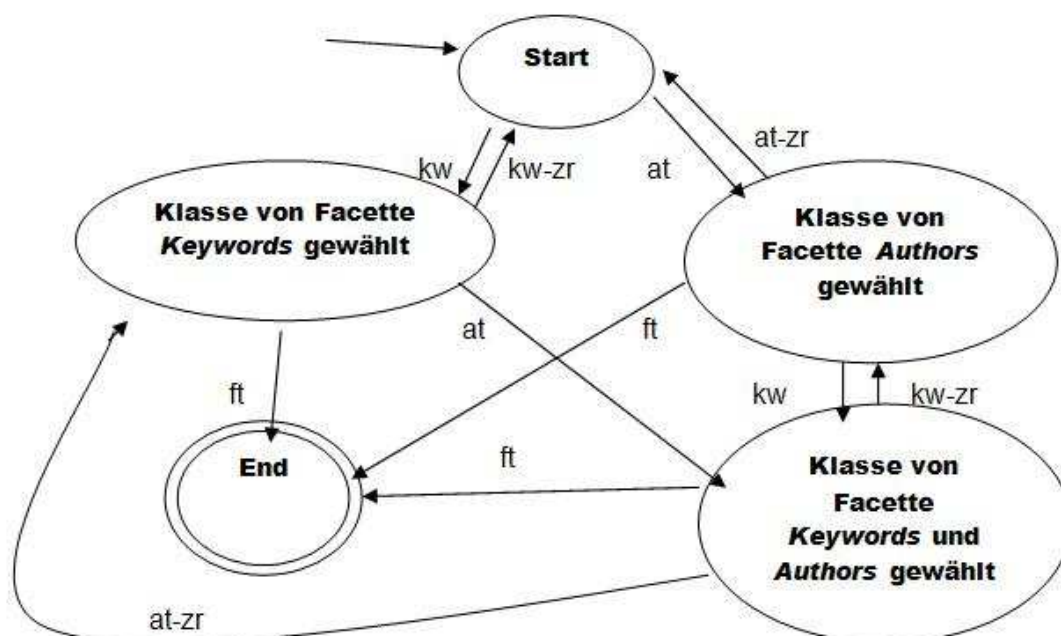 Start
kw
kw-zr
at
at-zr
Klasse von Facette
Keywords gewählt
Klasse von
Facette Authors
gewählt
at
ft
ft
kw
kw-zr
End
ft
Klasse von
Facette
Keywords und
Authors gewählt
at-zr